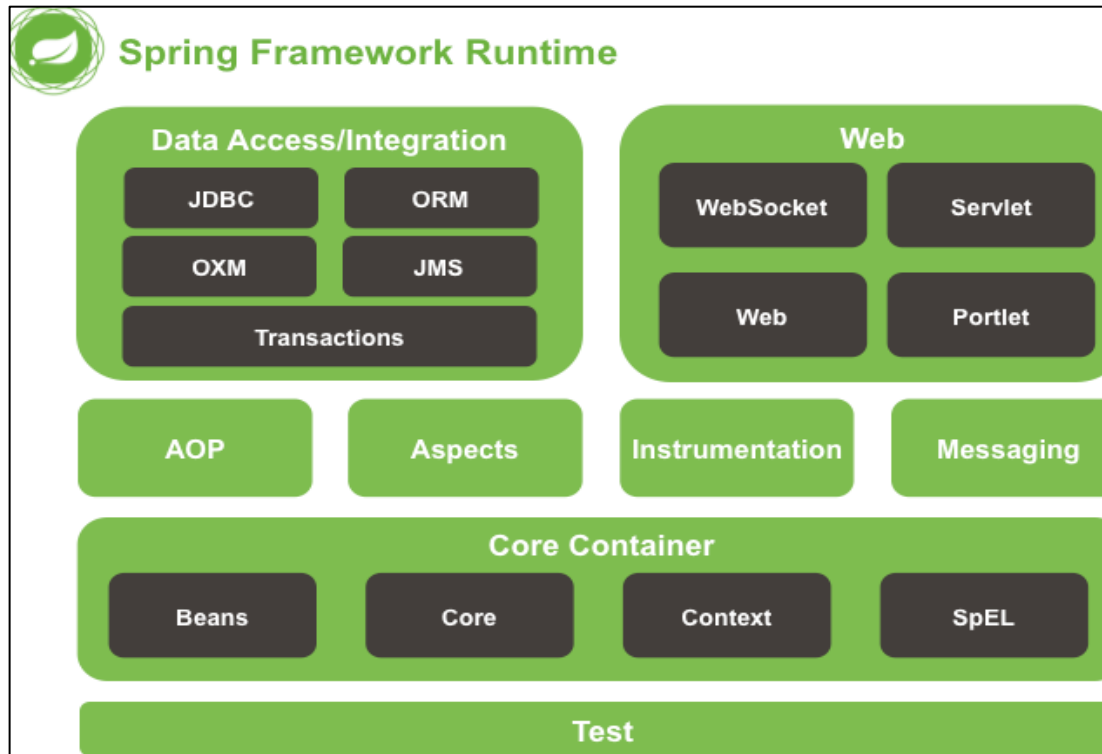 Spring Framework Runtime
Data Access/Integration
JDBC
ORM
OXM
JMS
Transactions
Web
WebSocket
Servlet
Web
Portlet
AOP
Aspects
Instrumentation
Messaging
Core Container
Beans
Core
Context
SpEL
Test